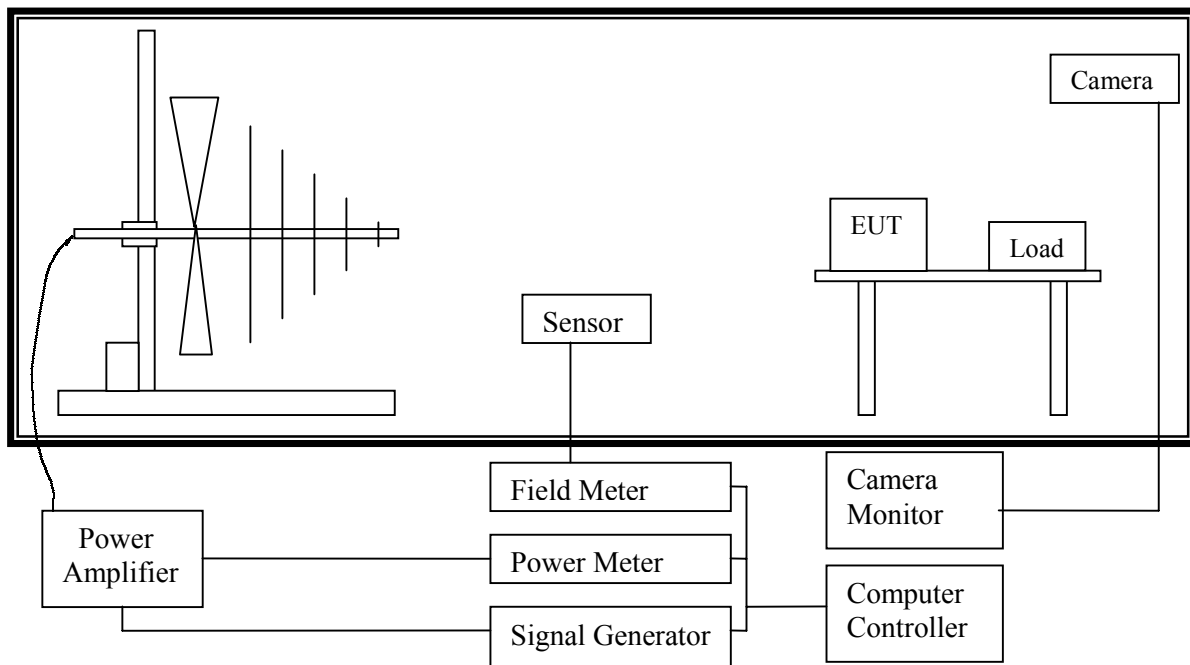 Camera
EUT
Load
Sensor
Field Meter
Camera
Monitor
Power
Amplifier
Power Meter
Computer
Controller
Signal Generator